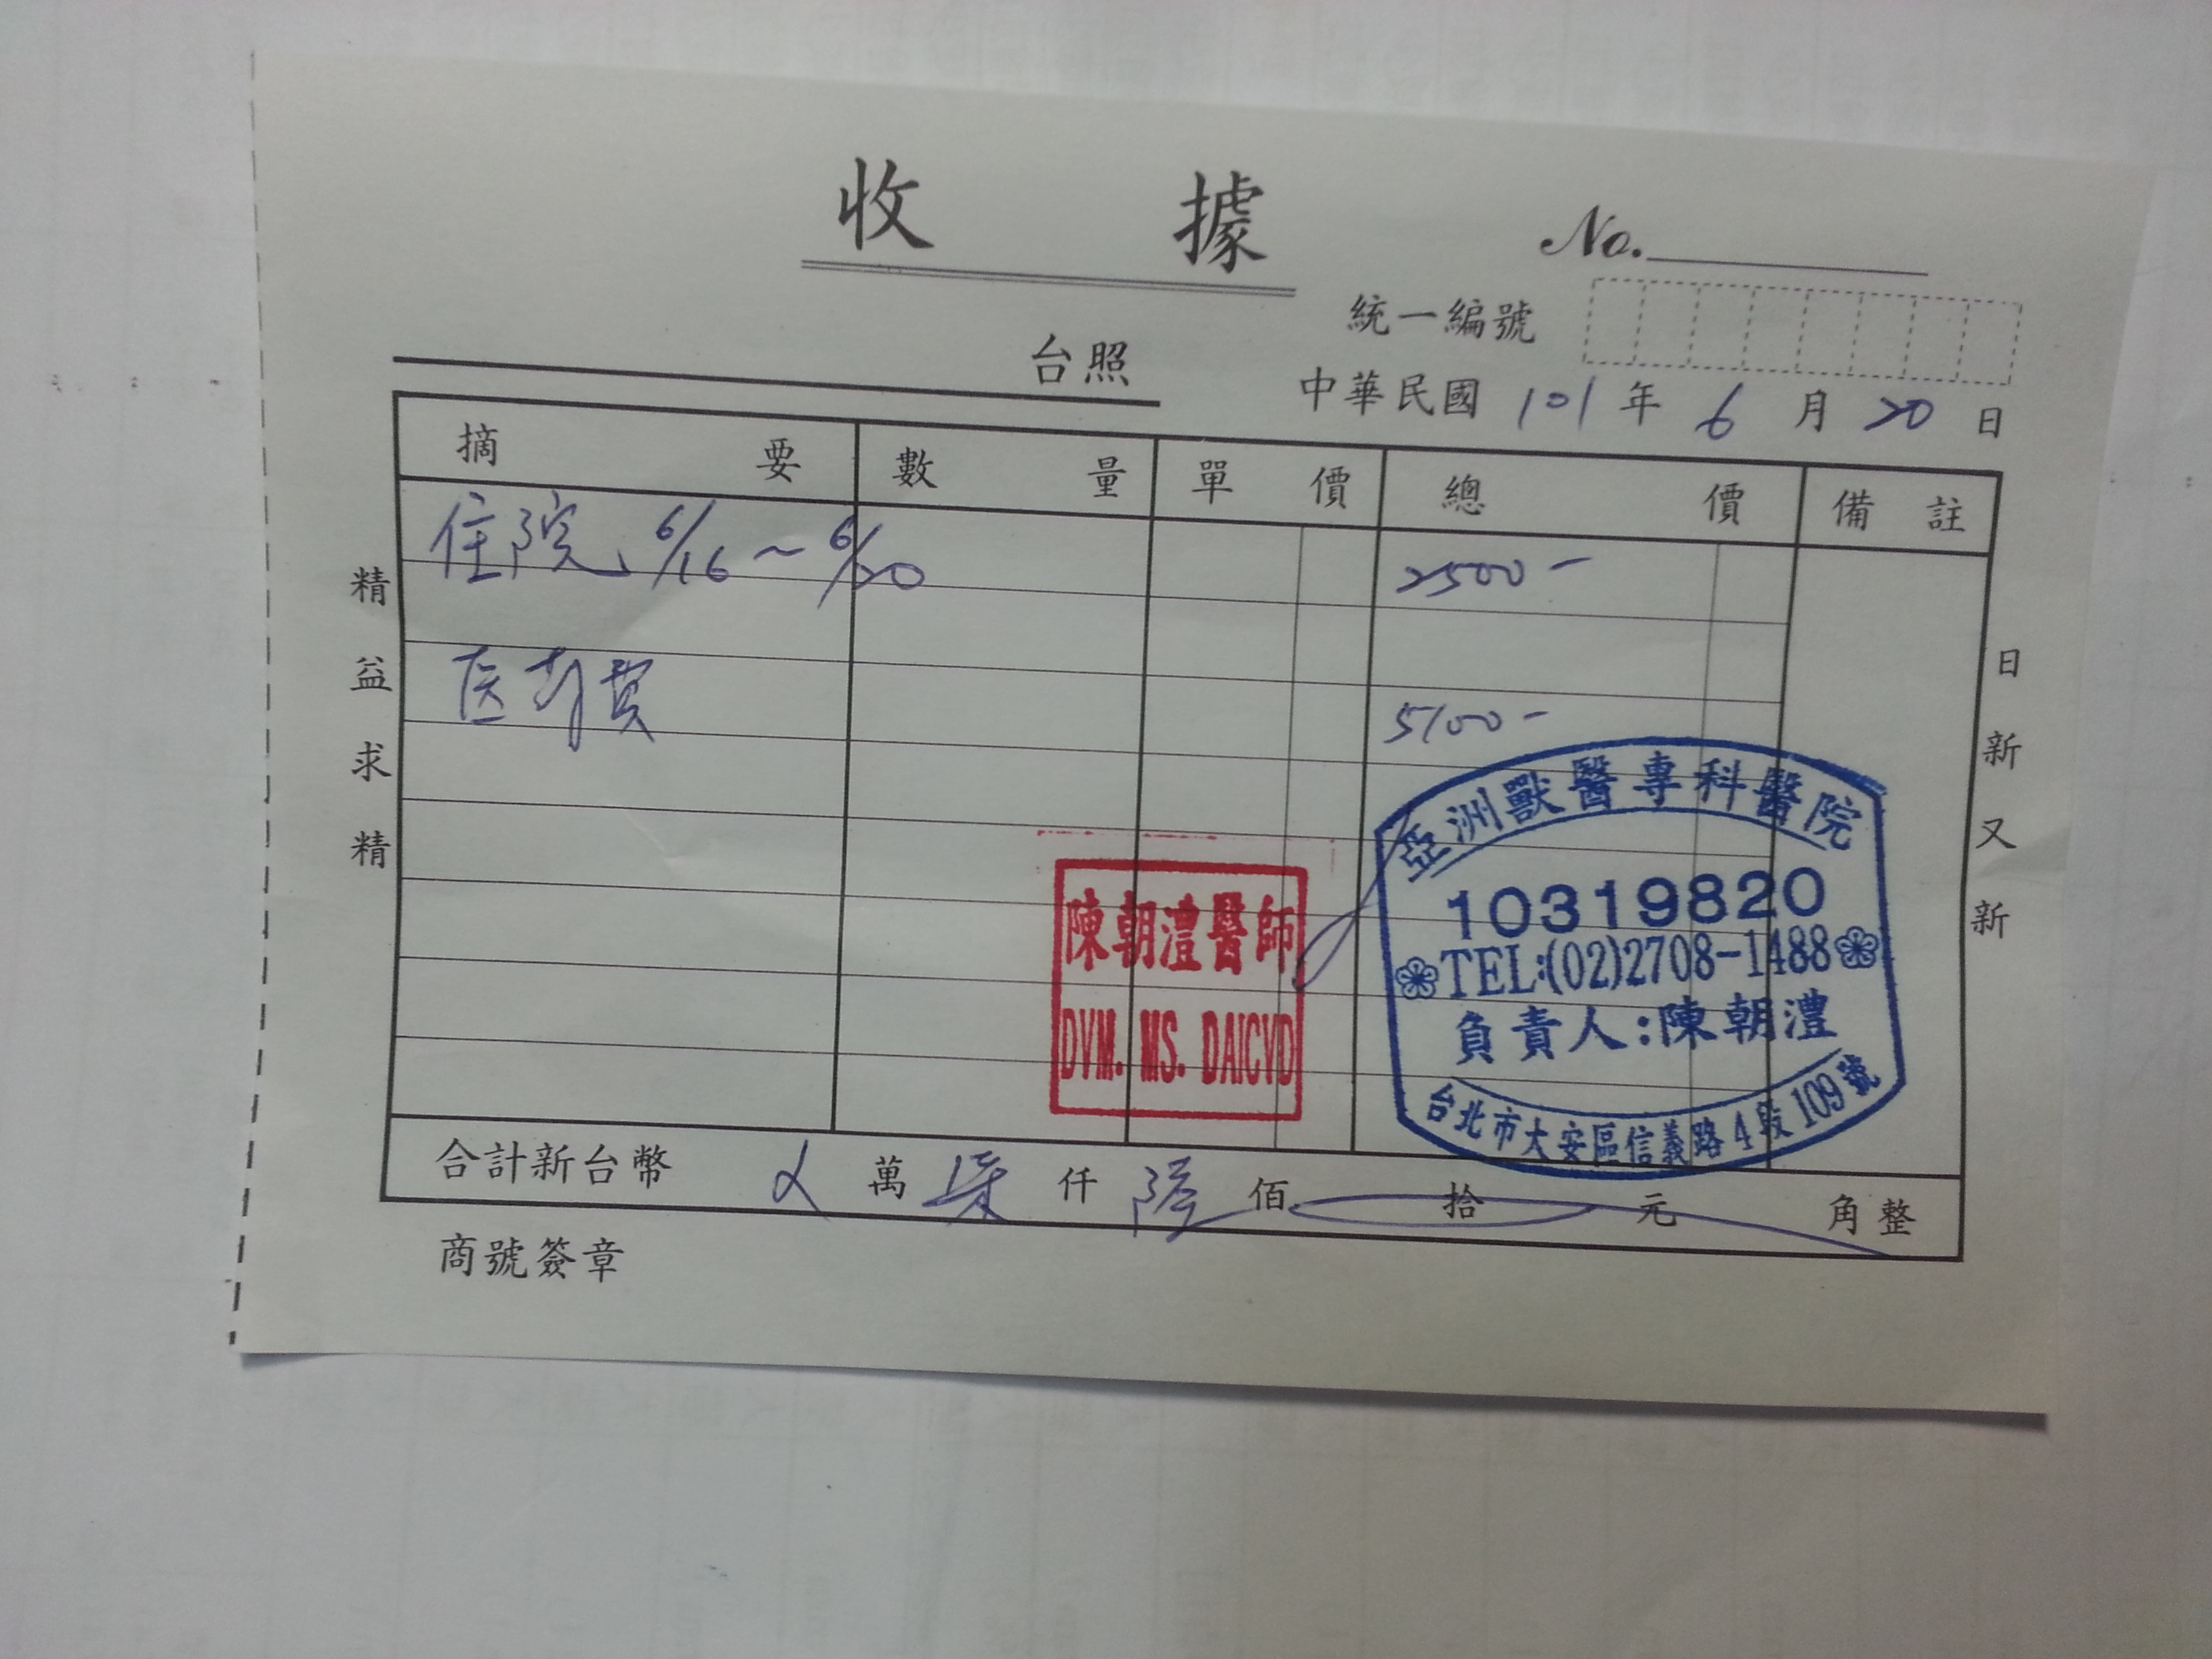 收據
No.
統一編號
台照
中華民國 101 年 6 月 20 日
摘要 數量 單價 總價 備註
住院、6/16~6/20 2500-
医療費 5100-
精益求精
日新又新
亞洲獸醫專科醫院
10319820
TEL:(02)2708-1488
負責人:陳朝澧
台北市大安區信義路4段109號
陳朝澧醫師
DVM. MS. DAICVD
合計新台幣 萬 柒 仟 陸 佰 拾 元 角整
商號簽章